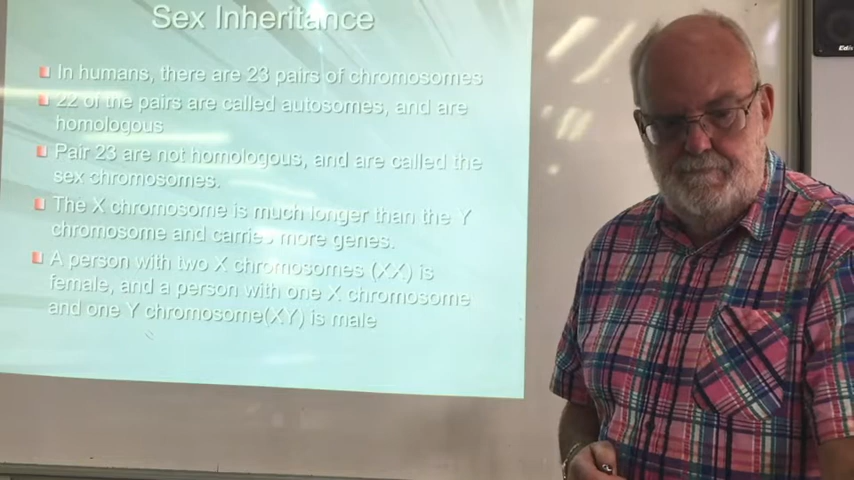 Sex Inheritance
In humans, there are 23 pairs of chromosomes
22 of the pairs are called autosomes, and are
homologous
Pair 23 are not homologous, and are called the
sex chromosomes.
The X chromosome is much longer than the Y
chromosome and carries more genes.
A person with two X chromosomes (XX) is
female, and a person with one X chromosome
and one Y chromosome(XY) is male